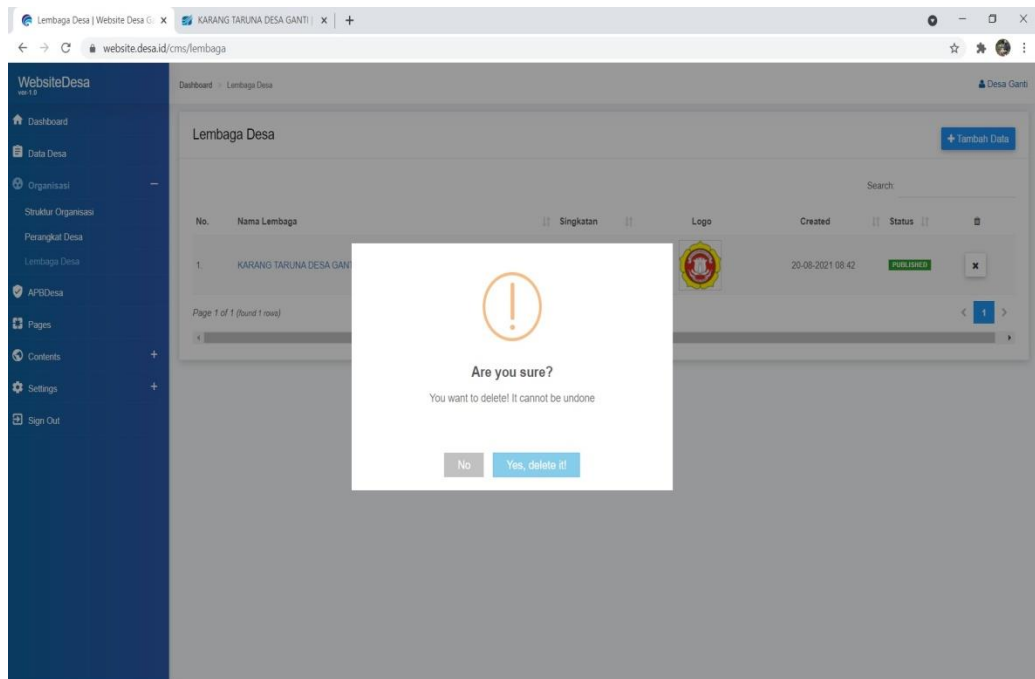 Lembaga Desa | Website Desa G
KARANG TARUNA DESA GANTI |
website.desa.id/cms/lembaga
WebsiteDesa
ver-1.0
Dashboard
Lembaga Desa
Desa Ganti
Dashboard
Data Desa
Organisasi
Struktur Organisasi
Perangkat Desa
Lembaga Desa
APBDesa
Pages
Contents
Settings
Sign Out
Lembaga Desa
+ Tambah Data
Search:
No. Nama Lembaga Singkatan Logo Created Status
1. KARANG TARUNA DESA GANT 20-08-2021 08:42 PUBLISHED
Page 1 of 1 (found 1 rows)
1
Are you sure?
You want to delete! It cannot be undone
No
Yes, delete it!